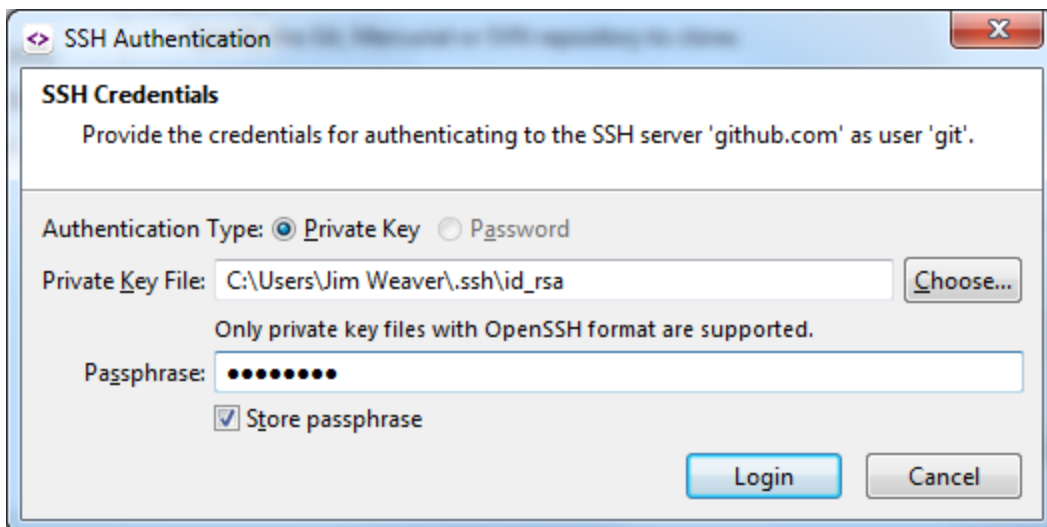 SSH Authentication
SSH Credentials
Provide the credentials for authenticating to the SSH server 'github.com' as user 'git'.
Authentication Type: Private Key Password
Private Key File: C:\Users\Jim Weaver\.ssh\id_rsa Choose...
Only private key files with OpenSSH format are supported.
Passphrase: ●●●●●●●●
Store passphrase
Login Cancel